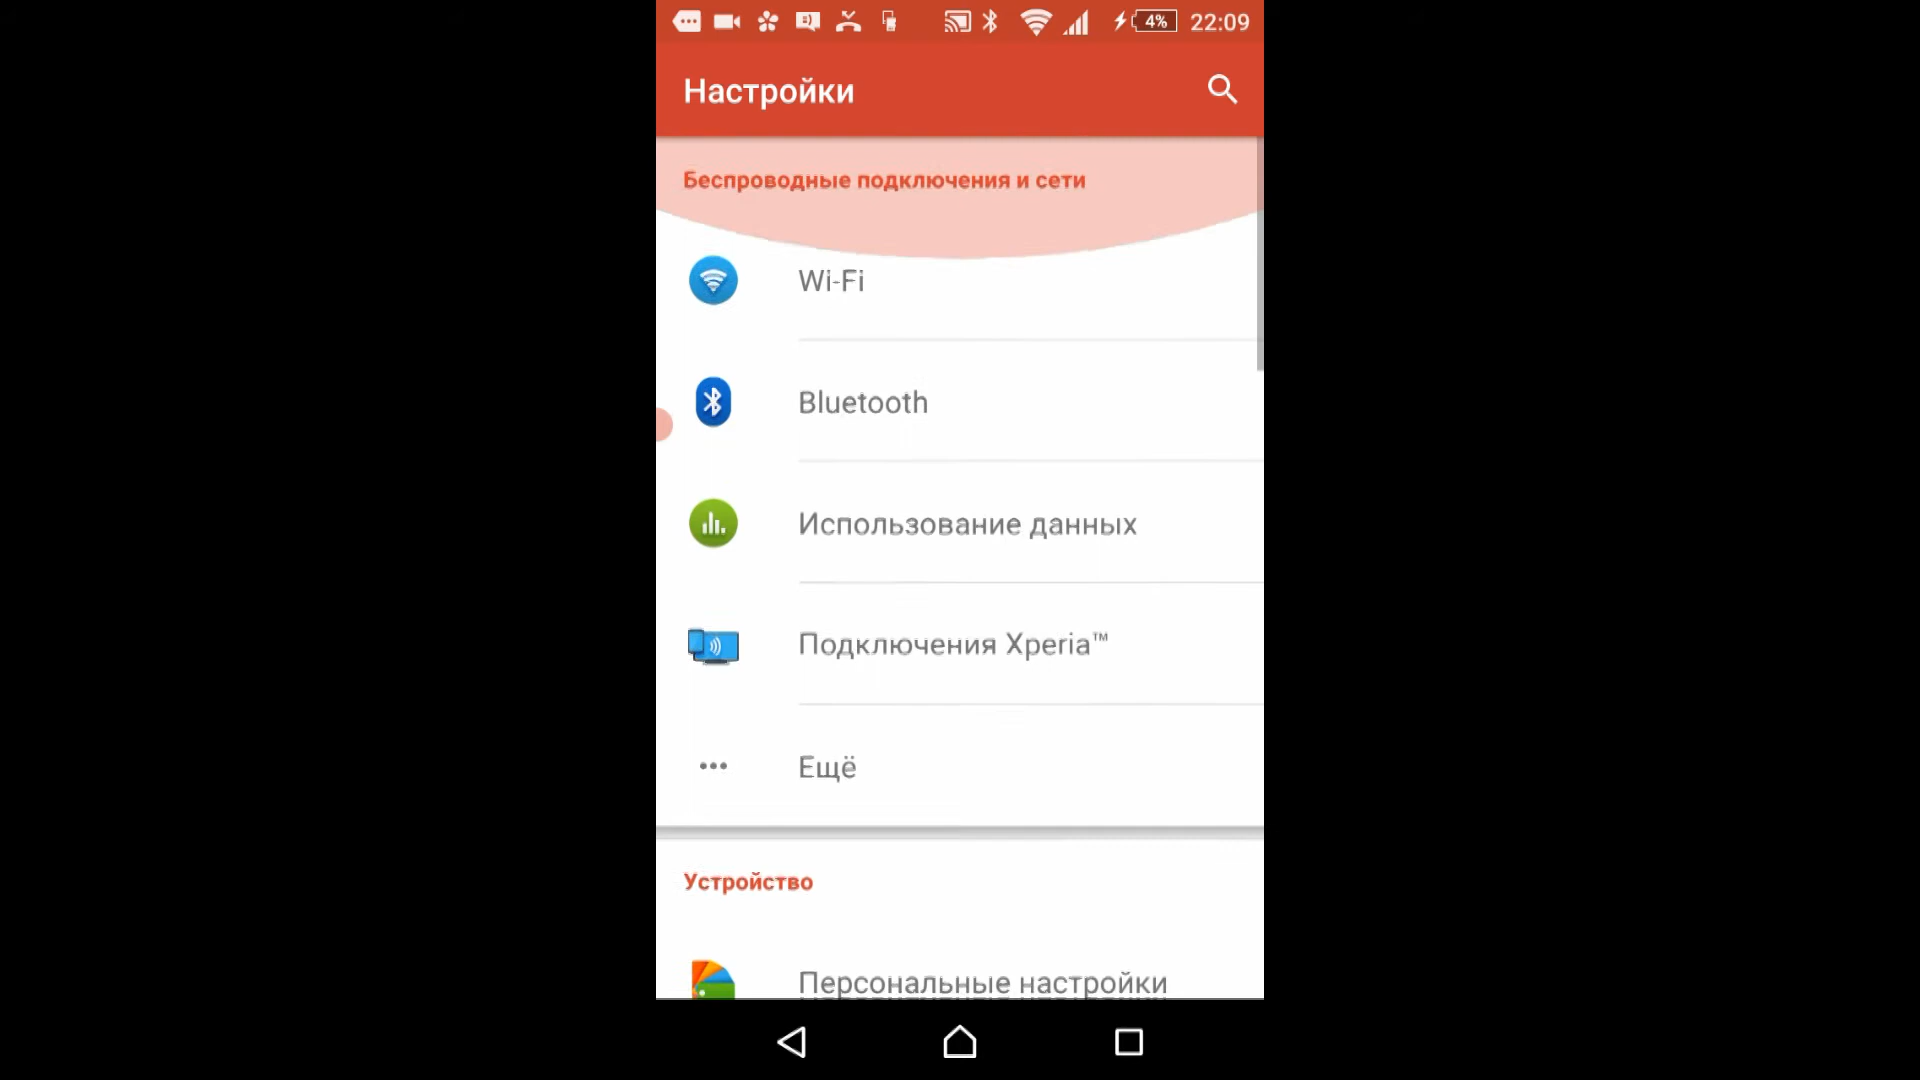 4% 22:09
Настройки
Беспроводные подключения и сети
Wi-Fi
Bluetooth
Использование данных
Подключения Xperia™
Ещё
Устройство
Персональные настройки